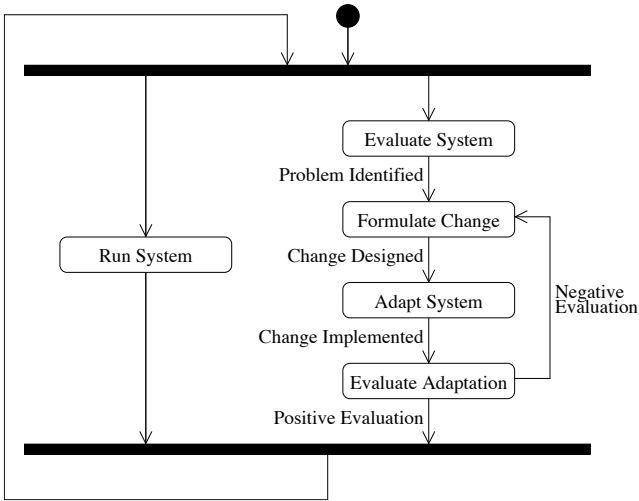 Evaluate System
Problem Identified
Formulate Change
Run System
Change Designed
Adapt System
Negative
Evaluation
Change Implemented
Evaluate Adaptation
Positive Evaluation